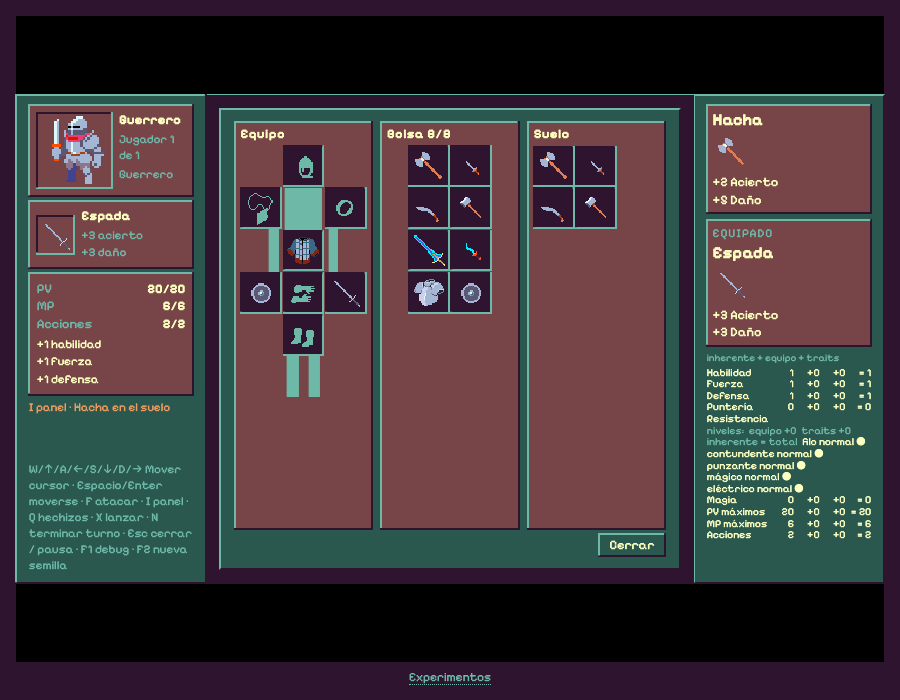 Guerrero
Jugador 1
de 1
Guerrero
Espada
+3 acierto
+3 daño
PV 20/20
MP 6/6
Acciones 2/2
+1 habilidad
+1 fuerza
+1 defensa
I panel · Hacha en el suelo
W/↑/A/←/S/↓/D/→ Mover
cursor · Espacio/Enter
moverse · F atacar · I panel ·
Q hechizos · X lanzar · N
terminar turno · Esc cerrar
/ pausa · F1 debug · F2 nueva
semilla
Equipo
Bolsa 8/8
Suelo
Cerrar
Hacha
+2 Acierto
+5 Daño
EQUIPADO
Espada
+3 Acierto
+3 Daño
inherente + equipo + traits
Habilidad 1 +0 +0 =1
Fuerza 1 +0 +0 =1
Defensa 1 +0 +0 =1
Puntería 0 +0 +0 =0
Resistencia
niveles: equipo +0 traits +0
inherente = total filo normal
contundente normal
punzante normal
mágico normal
eléctrico normal
Magia 0 +0 +0 =0
PV máximos 20 +0 +0 =20
MP máximos 6 +0 +0 =6
Acciones 2 +0 +0 =2
Experimentos